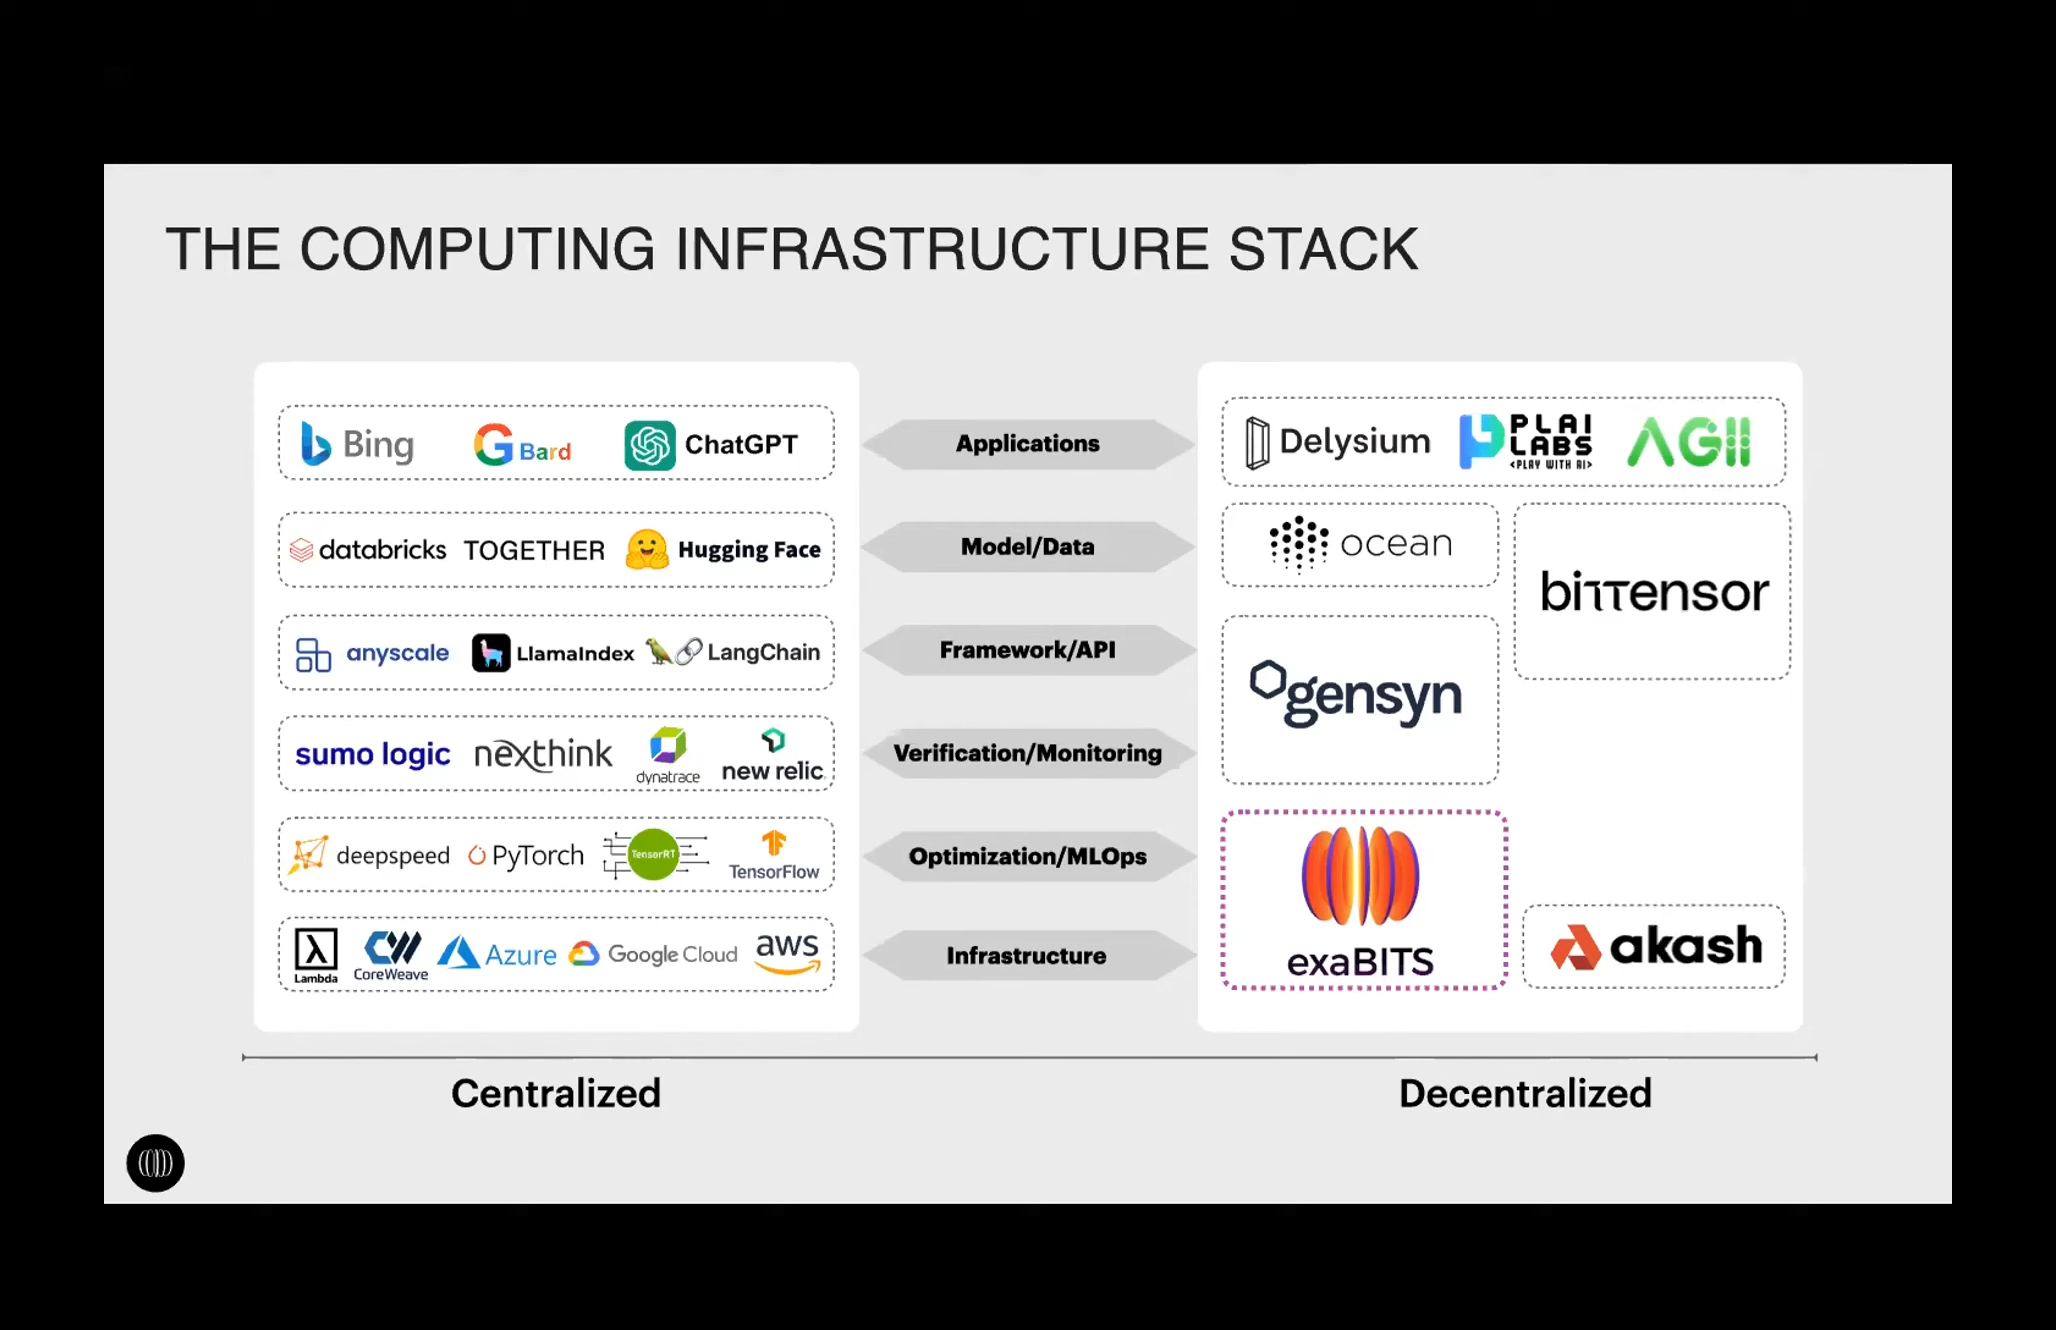 THE COMPUTING INFRASTRUCTURE STACK
Bing
Bard
ChatGPT
Applications
Delysium
PLAI
LABS
<PLAY WITH AI>
AGII
databricks
TOGETHER
Hugging Face
Model/Data
ocean
bittensor
anyscale
LlamaIndex
LangChain
Framework/API
gensyn
sumo logic
nexthink
dynatrace
new relic
Verification/Monitoring
deepspeed
PyTorch
TensorRT
TensorFlow
Optimization/MLOps
exaBITS
Lambda
CoreWeave
Azure
Google Cloud
aws
Infrastructure
akash
Centralized
Decentralized